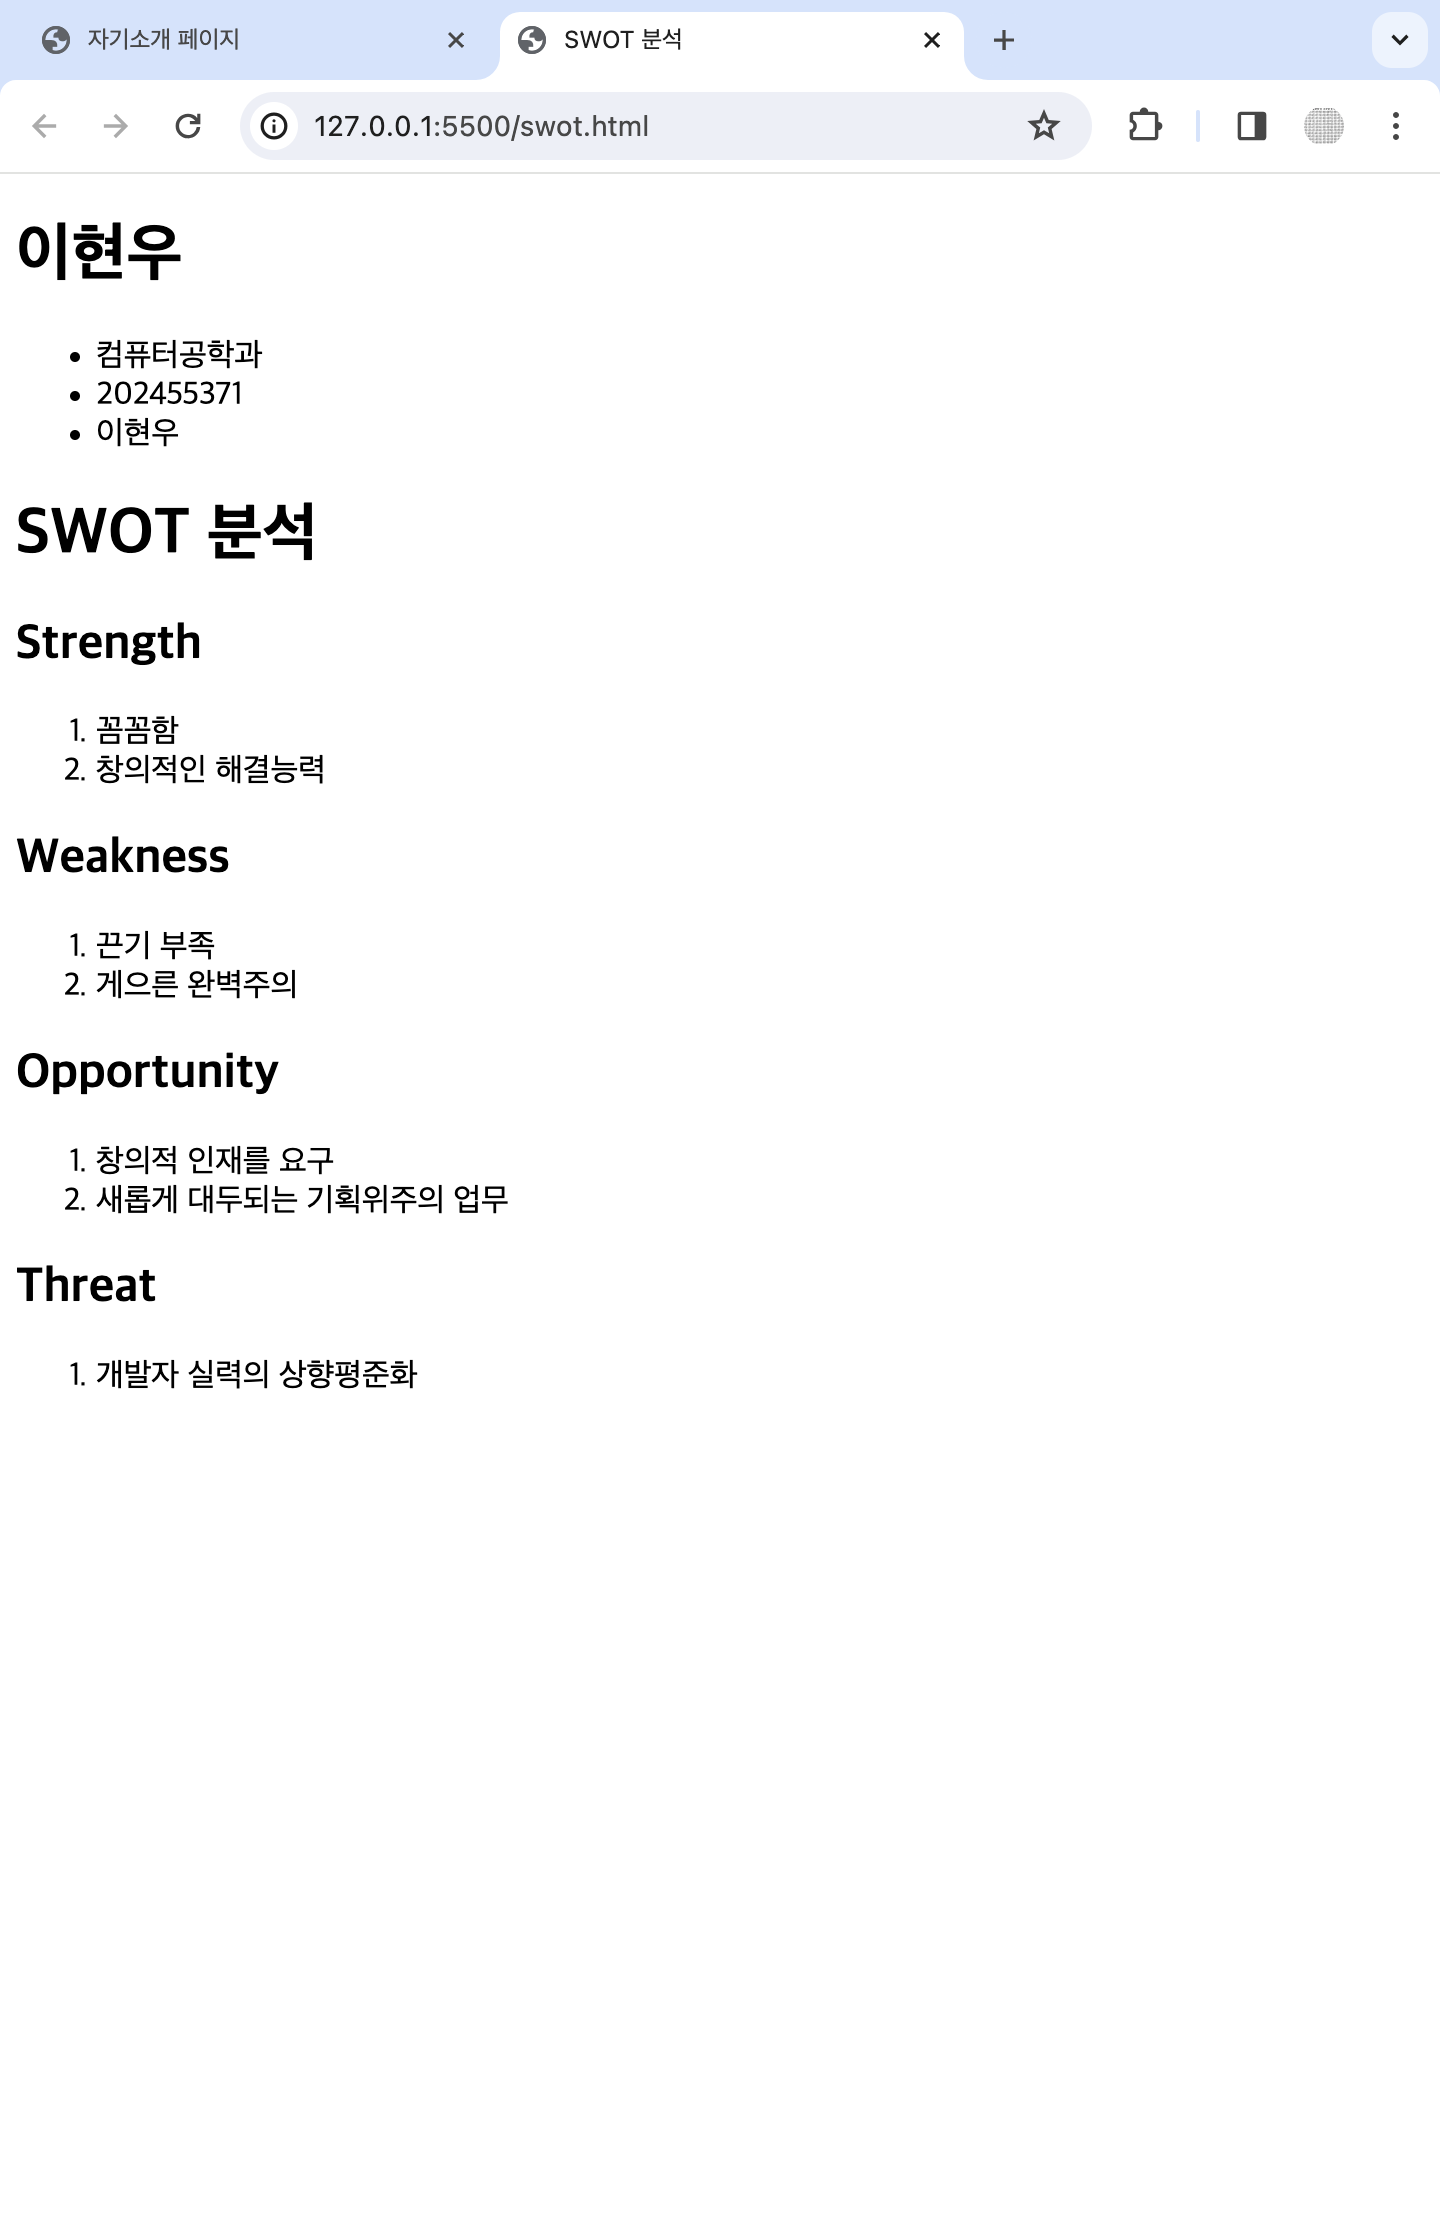 자기소개 페이지
SWOT 분석
127.0.0.1:5500/swot.html
이현우
• 컴퓨터공학과
• 202455371
• 이현우
SWOT 분석
Strength
1. 꼼꼼함
2. 창의적인 해결능력
Weakness
1. 끈기 부족
2. 게으른 완벽주의
Opportunity
1. 창의적 인재를 요구
2. 새롭게 대두되는 기획위주의 업무
Threat
1. 개발자 실력의 상향평준화